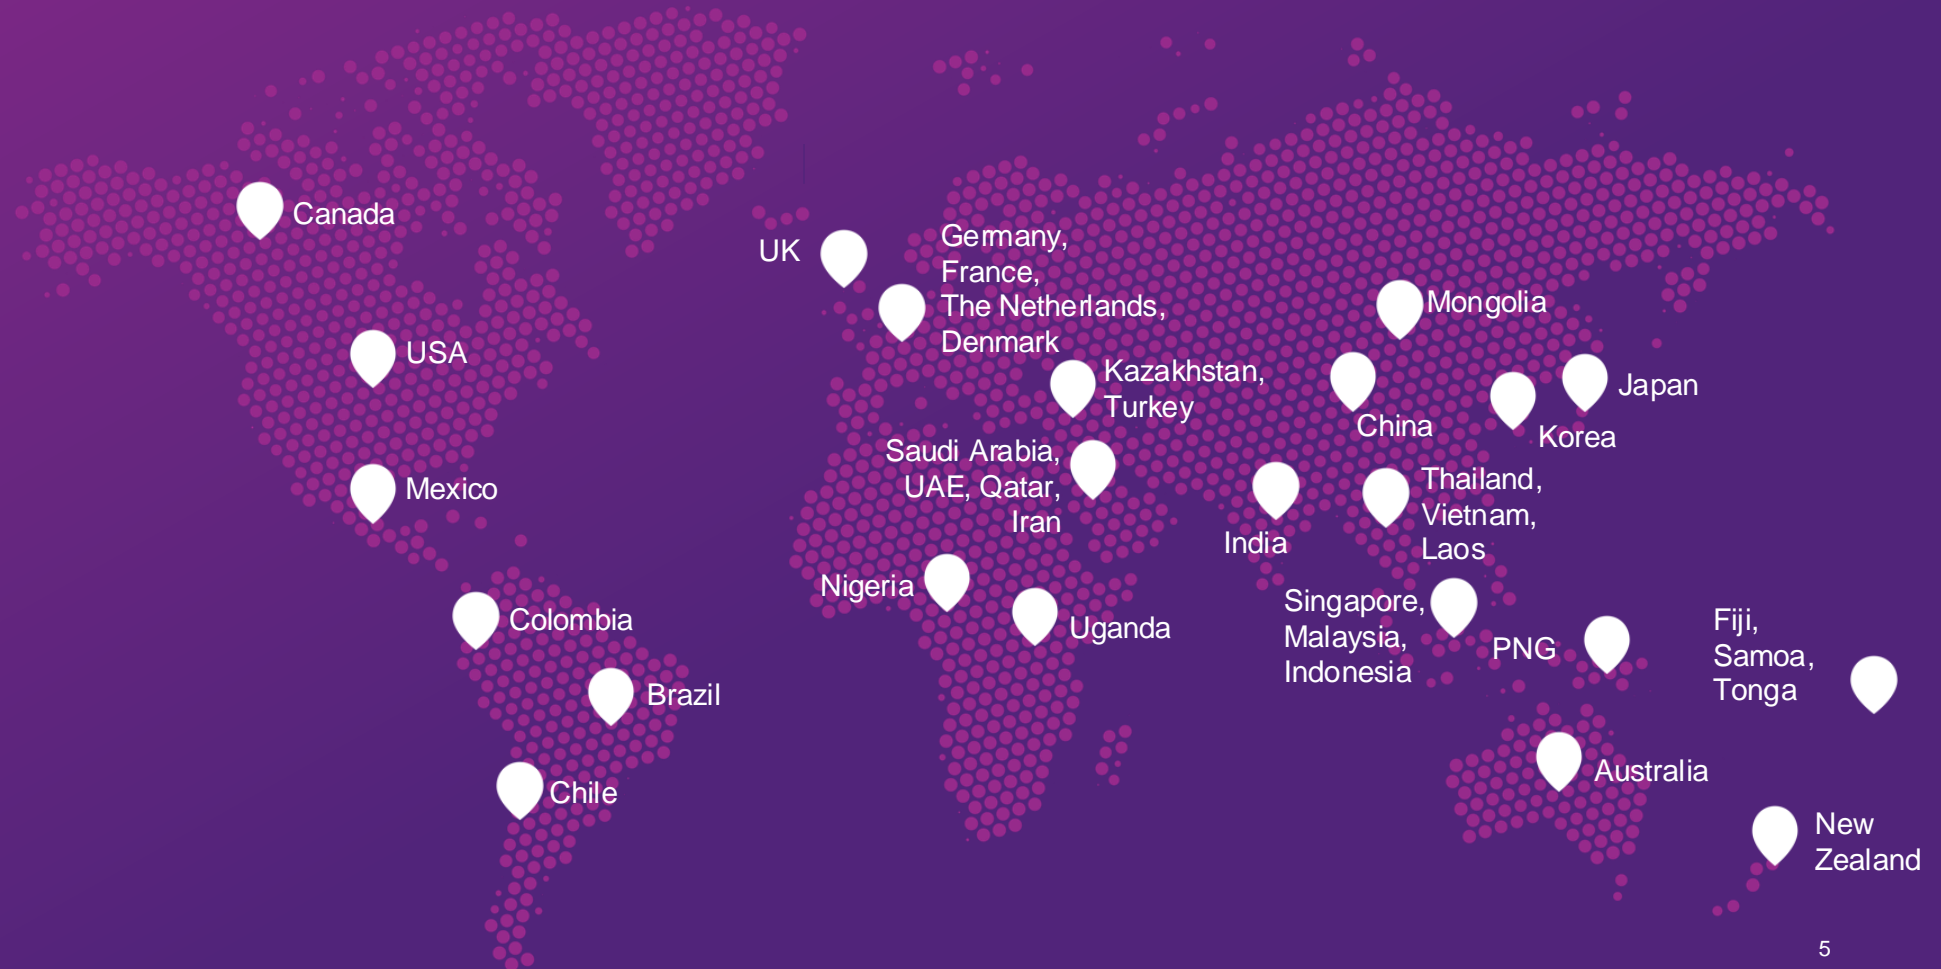 Canada
USA
Mexico
Colombia
Brazil
Chile
UK
Germany,
France,
The Netherlands,
Denmark
Kazakhstan,
Turkey
Saudi Arabia,
UAE, Qatar,
Iran
Nigeria
Uganda
Mongolia
China
Korea
Japan
India
Thailand,
Vietnam,
Laos
Singapore,
Malaysia,
Indonesia
PNG
Fiji,
Samoa,
Tonga
Australia
New
Zealand
5